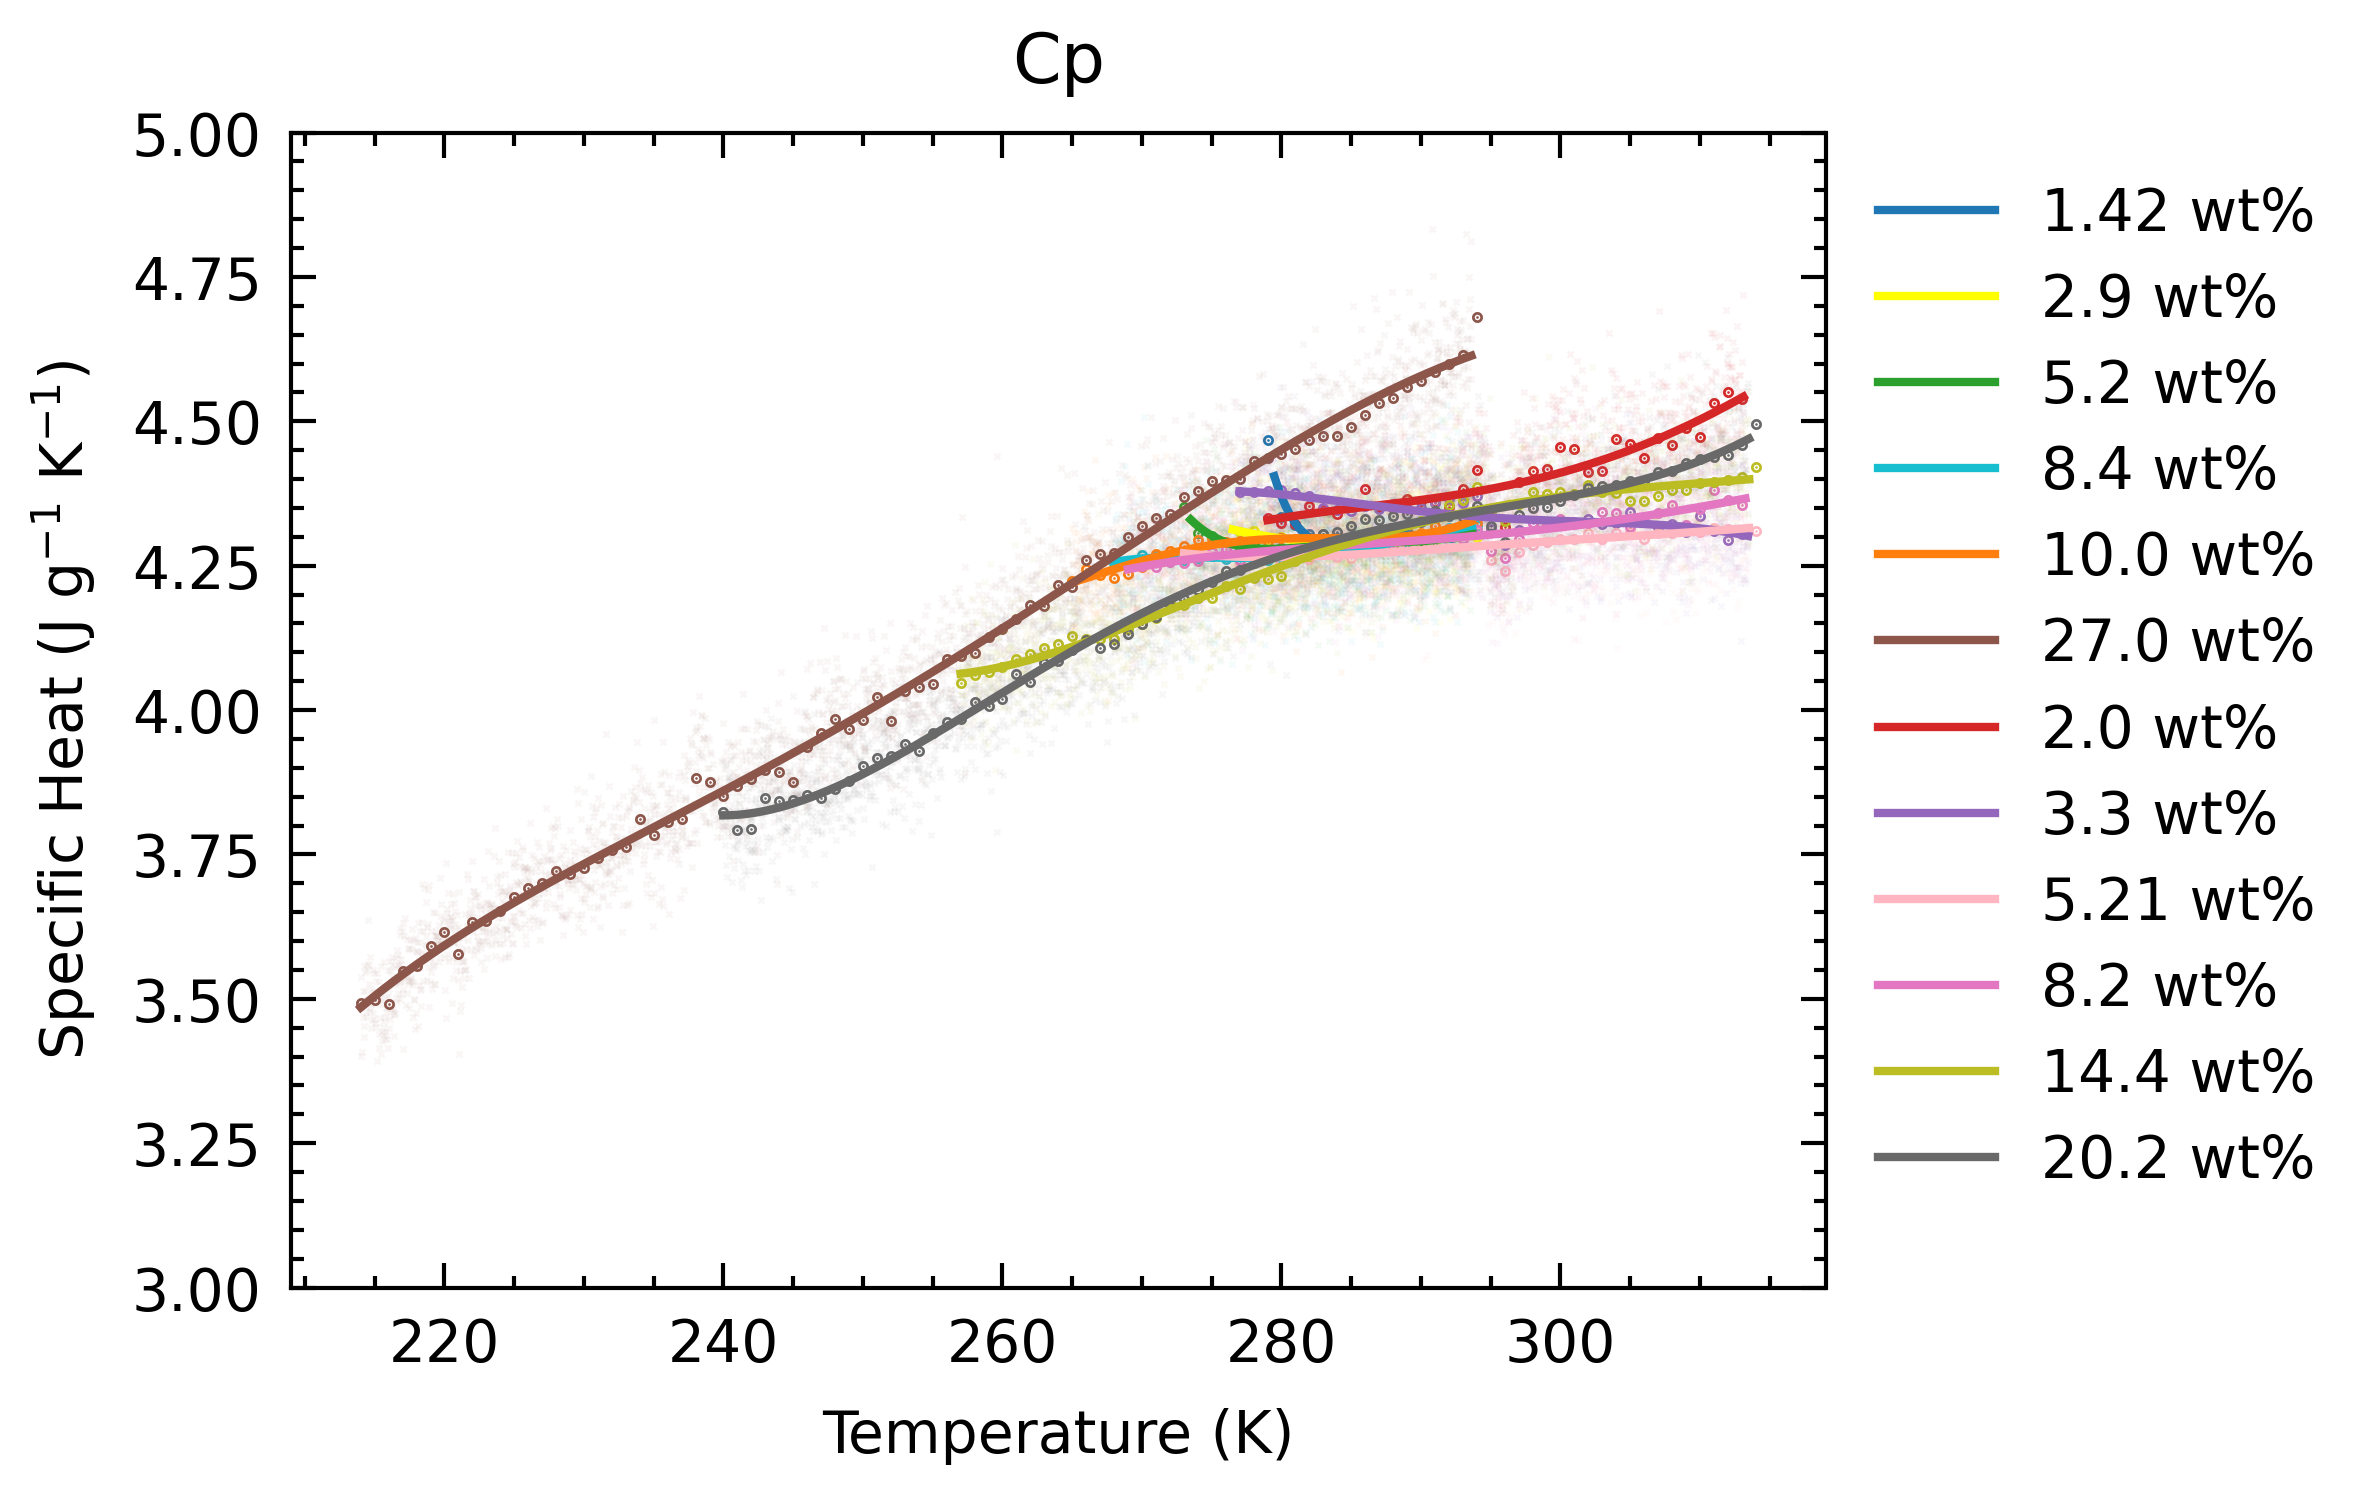 Cp
5.00
4.75
4.50
4.25
4.00
3.75
3.50
3.25
3.00
Specific Heat (J g⁻¹ K⁻¹)
220 240 260 280 300
Temperature (K)
1.42 wt%
2.9 wt%
5.2 wt%
8.4 wt%
10.0 wt%
27.0 wt%
2.0 wt%
3.3 wt%
5.21 wt%
8.2 wt%
14.4 wt%
20.2 wt%